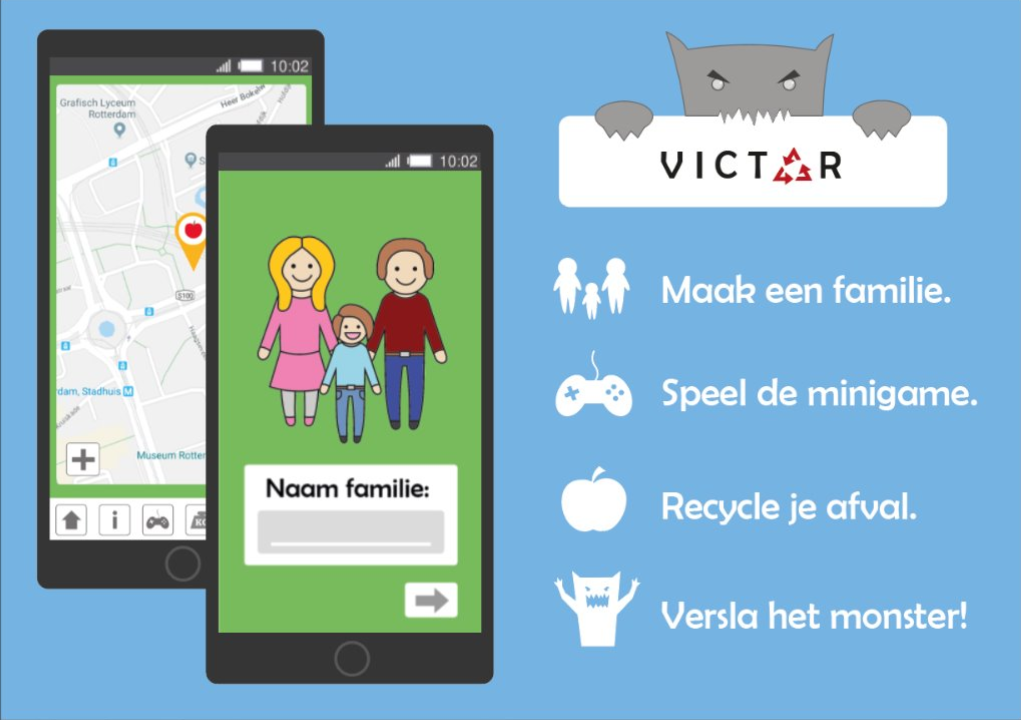 10:02
Grafisch Lyceum
Rotterdam
S100
dam, Stadhuis M
Museum Rotter
10:02
Naam familie:
VICTOR
Maak een familie.
Speel de minigame.
Recycle je afval.
Versla het monster!